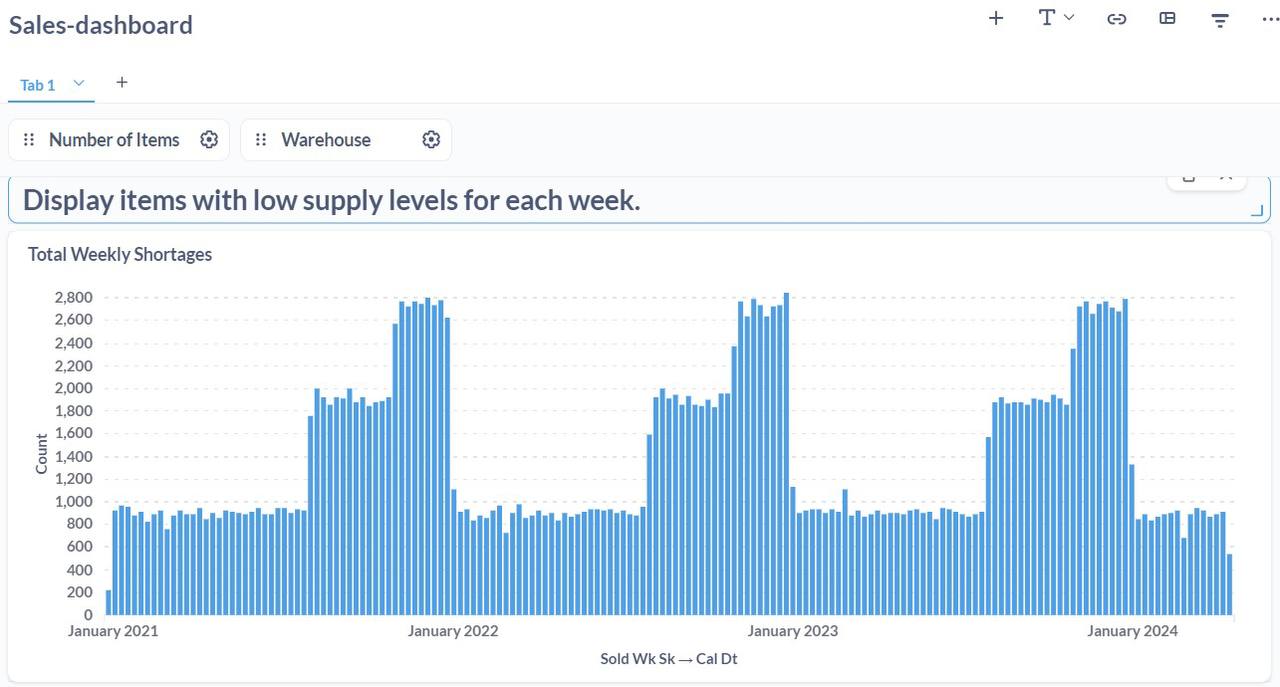 Sales-dashboard
Tab 1
Number of Items
Warehouse
Display items with low supply levels for each week.
Total Weekly Shortages
2,800
2,600
2,400
2,200
2,000
1,800
1,600
1,400
1,200
1,000
800
600
400
200
0
Count
January 2021
January 2022
January 2023
January 2024
Sold Wk Sk → Cal Dt